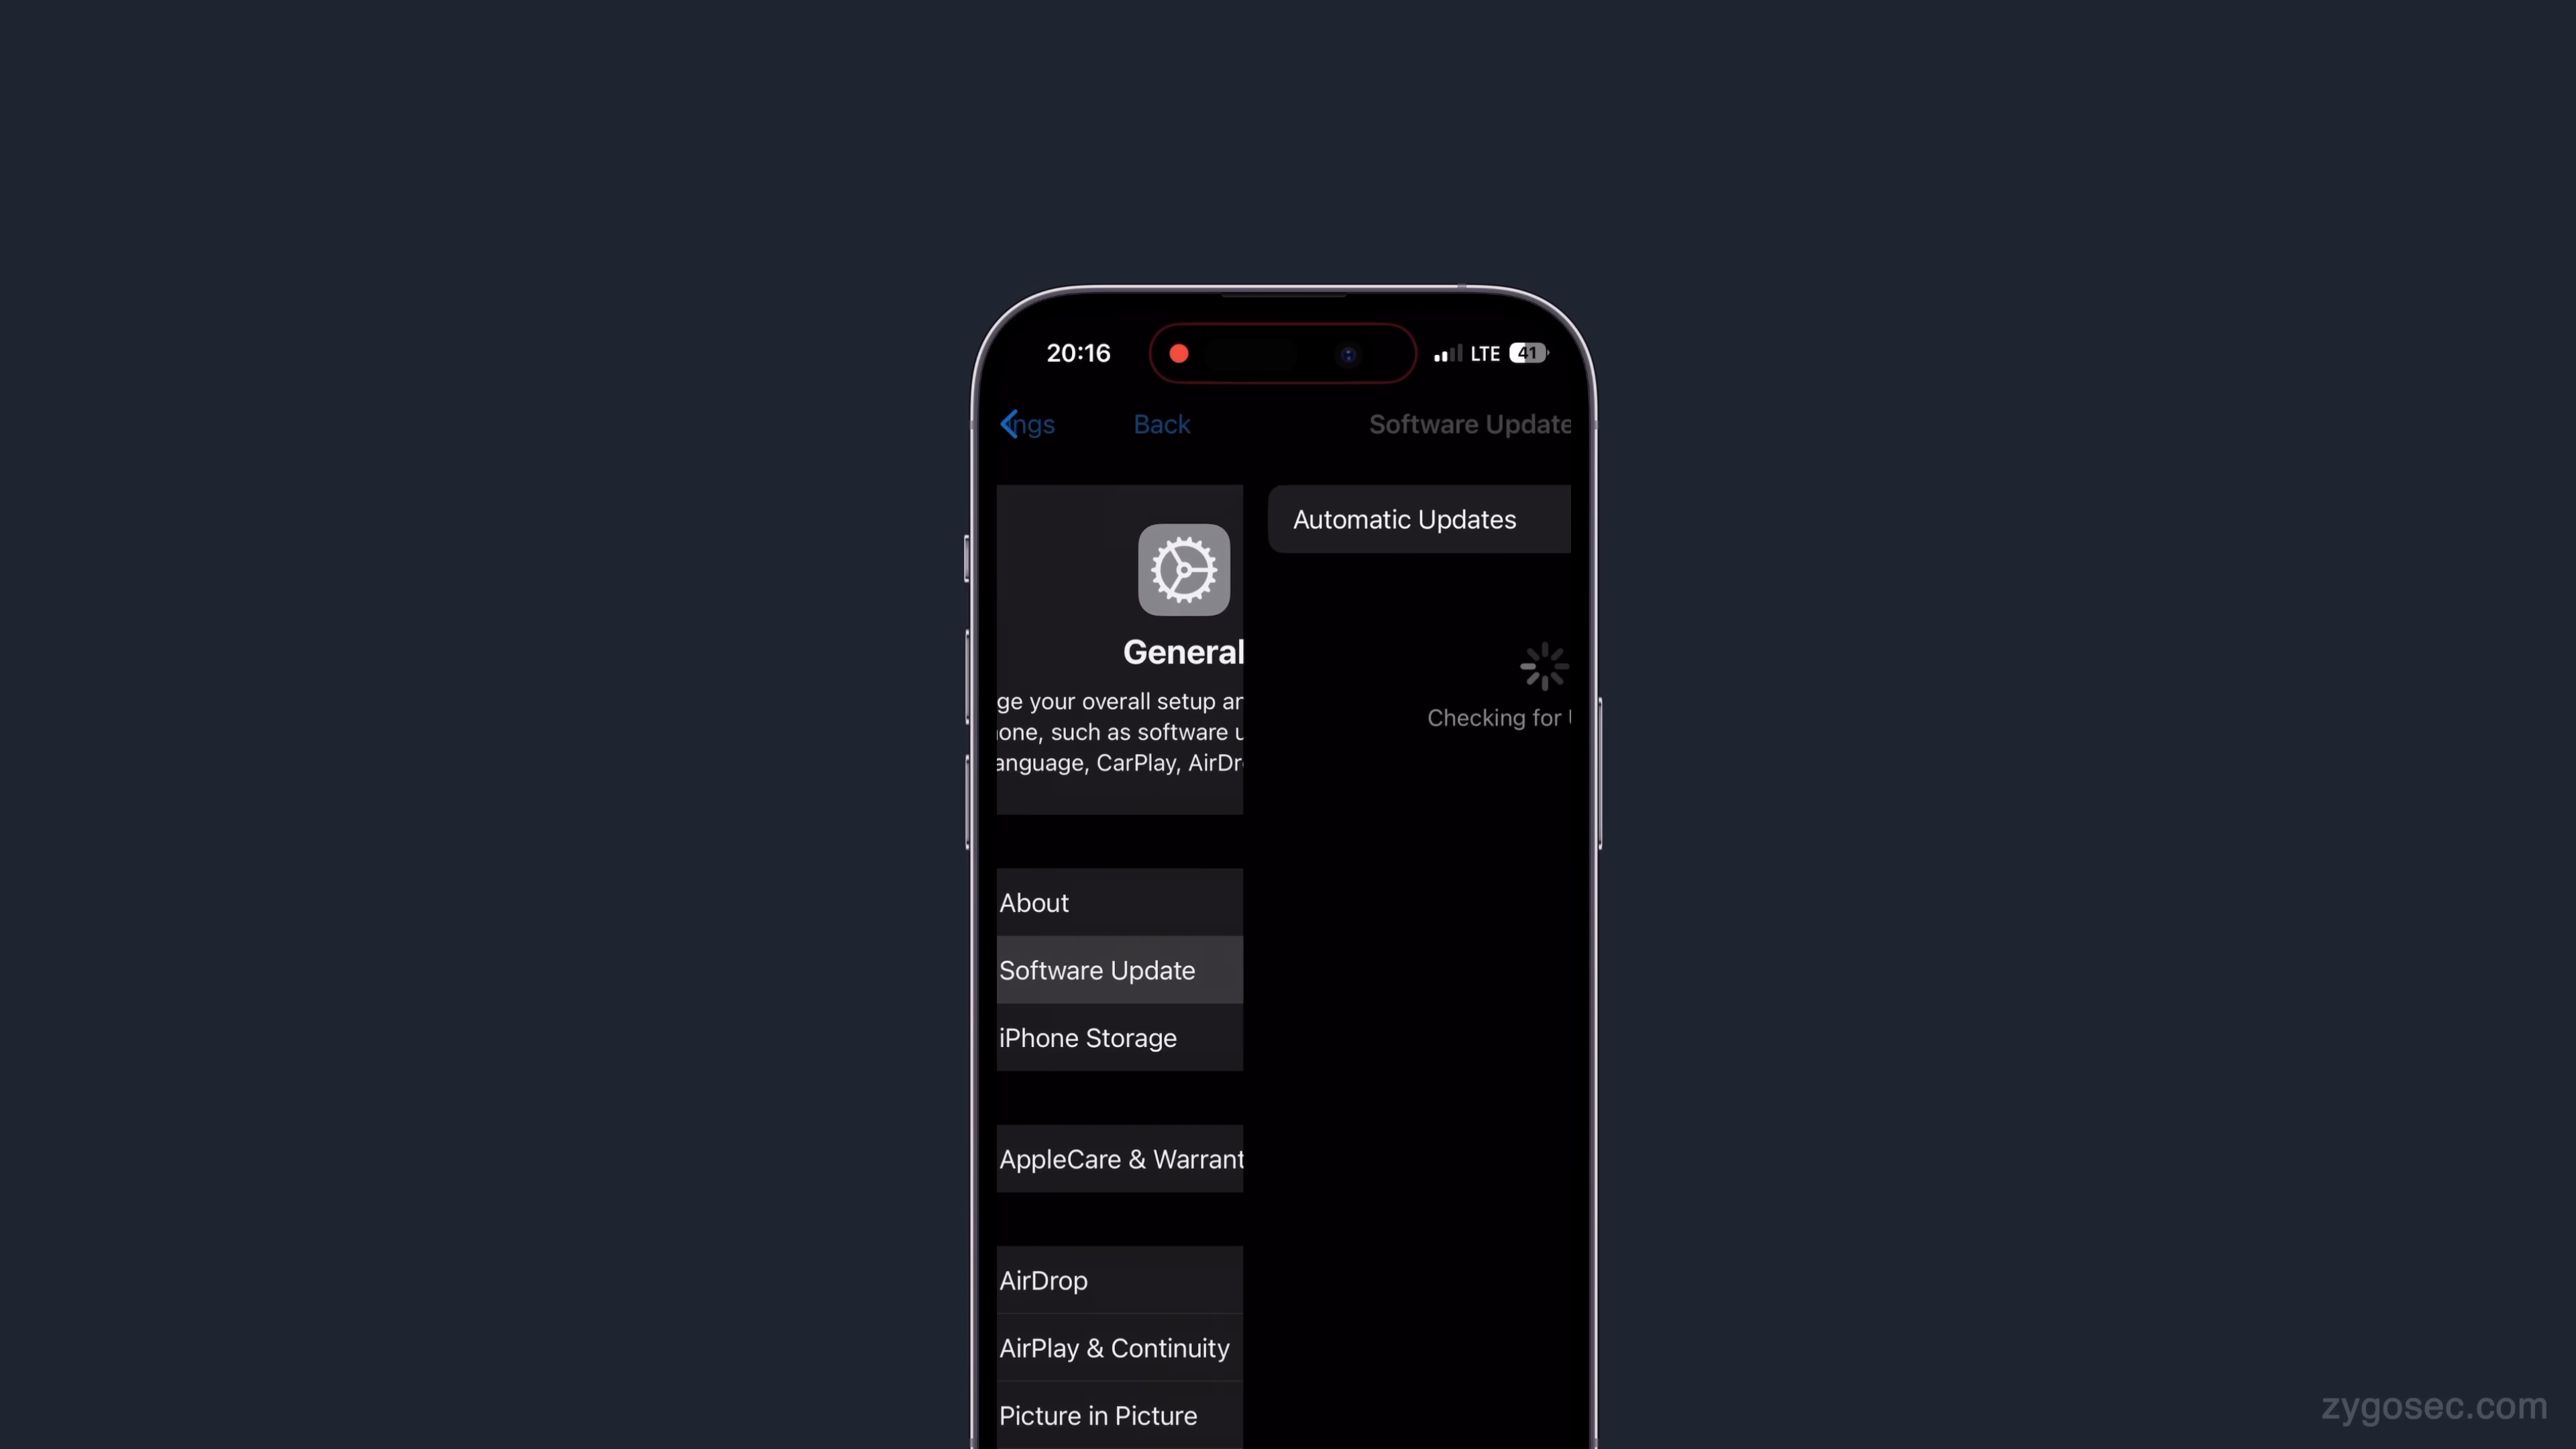 20:16
LTE 41
ings Back Software Update
Automatic Updates
General
ge your overall setup an
one, such as software u
anguage, CarPlay, AirDr
Checking for
About
Software Update
iPhone Storage
AppleCare & Warrant
AirDrop
AirPlay & Continuity
Picture in Picture
zygosec.com